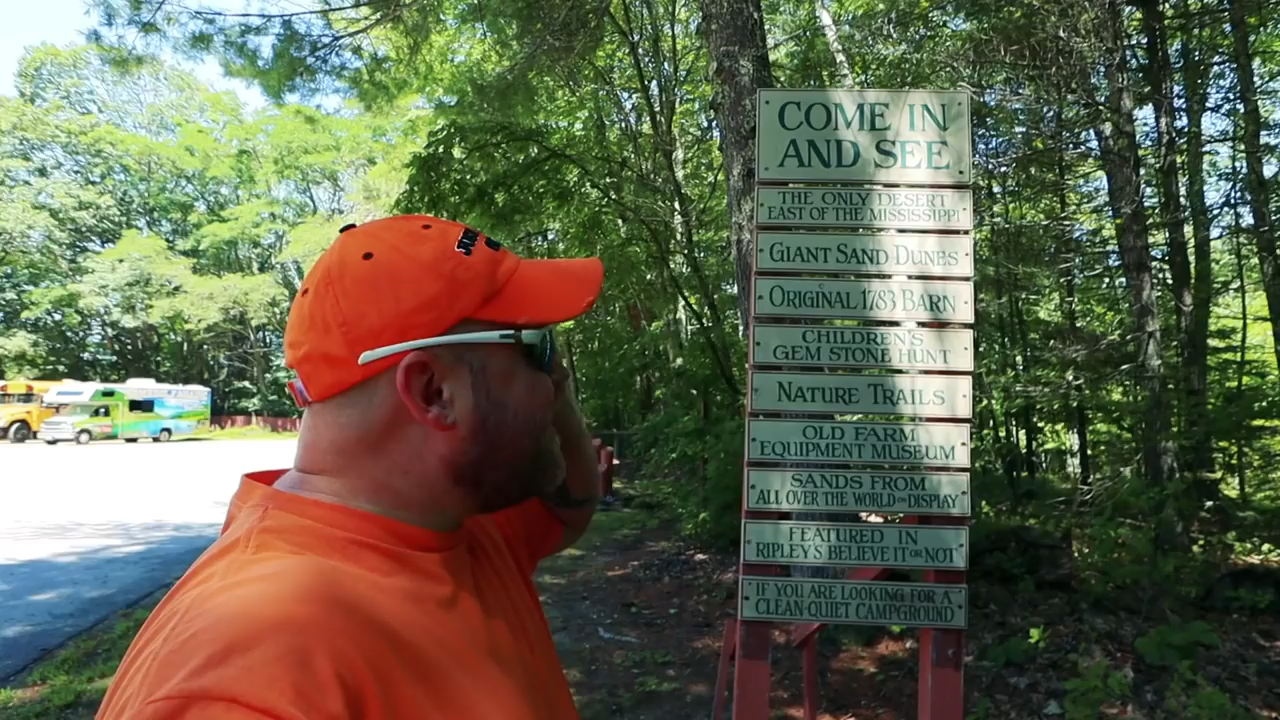 COME IN
AND SEE
THE ONLY DESERT
EAST OF THE MISSISSIPPI
GIANT SAND DUNES
ORIGINAL 1783 BARN
CHILDREN'S
GEM STONE HUNT
NATURE TRAILS
OLD FARM
EQUIPMENT MUSEUM
SANDS FROM
ALL OVER THE WORLD ON DISPLAY
FEATURED IN
RIPLEY'S BELIEVE IT OR NOT
IF YOU ARE LOOKING FOR A
CLEAN-QUIET CAMPGROUND